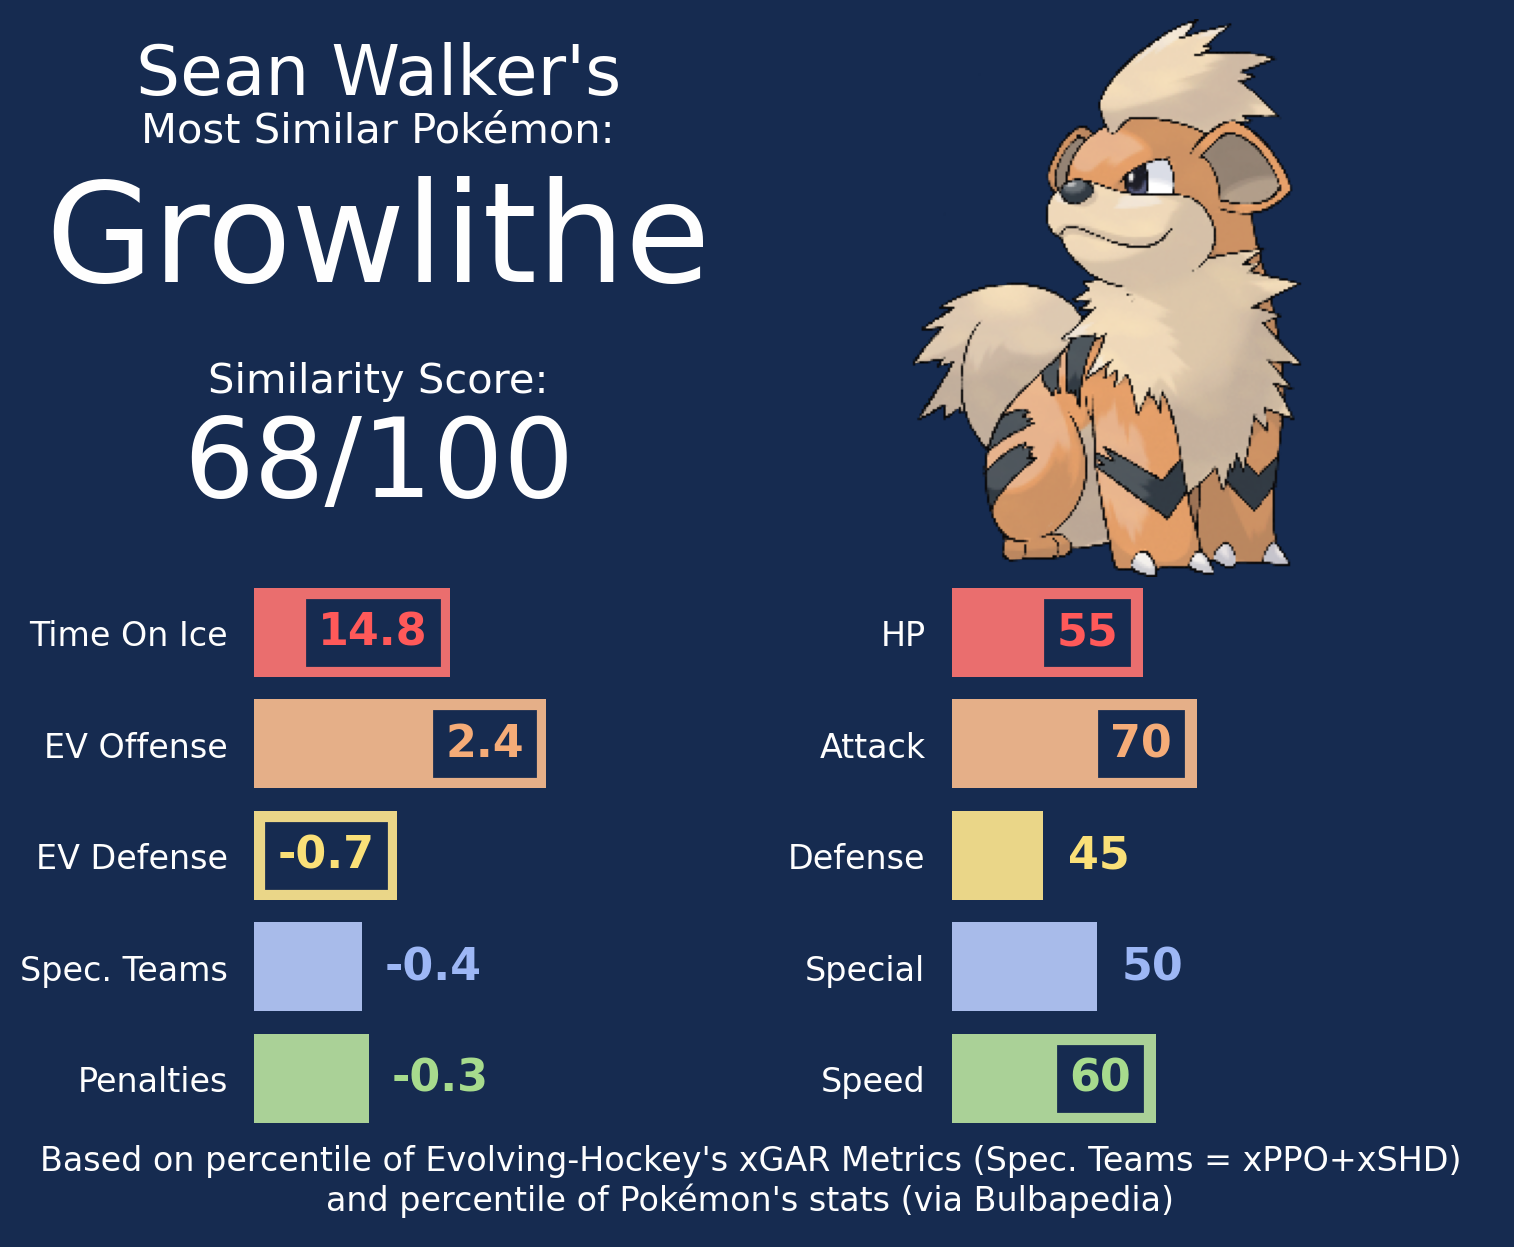 Sean Walker's
Most Similar Pokémon:
Growlithe
Similarity Score:
68/100
Time On Ice 14.8
EV Offense 2.4
EV Defense -0.7
Spec. Teams -0.4
Penalties -0.3
HP 55
Attack 70
Defense 45
Special 50
Speed 60
Based on percentile of Evolving-Hockey's xGAR Metrics (Spec. Teams = xPPO+xSHD)
and percentile of Pokémon's stats (via Bulbapedia)